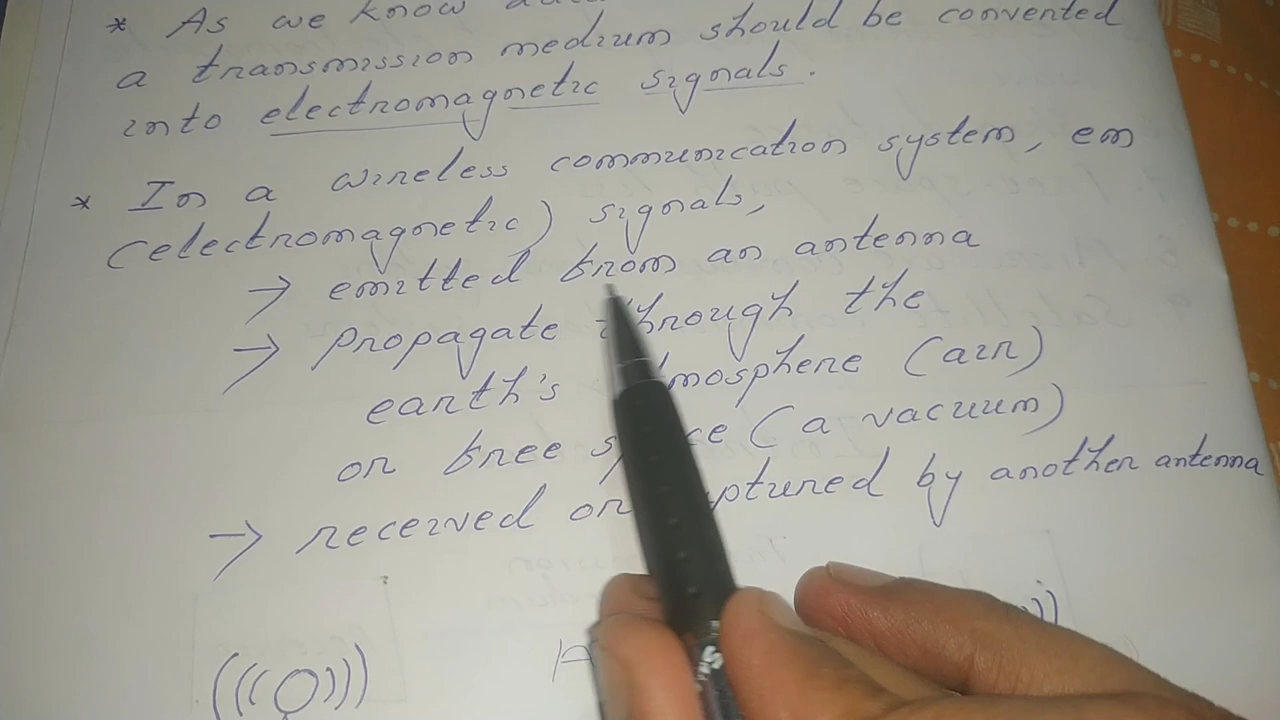 * As we know
a transmission medium should be converted
into electromagnetic signals.
* In a wireless communication system, em
(electromagnetic) signals,
→ emitted from an antenna
→ propagate through the
earth's atmosphere (air)
or free space (a vacuum)
→ received or captured by another antenna
(((O)))
))